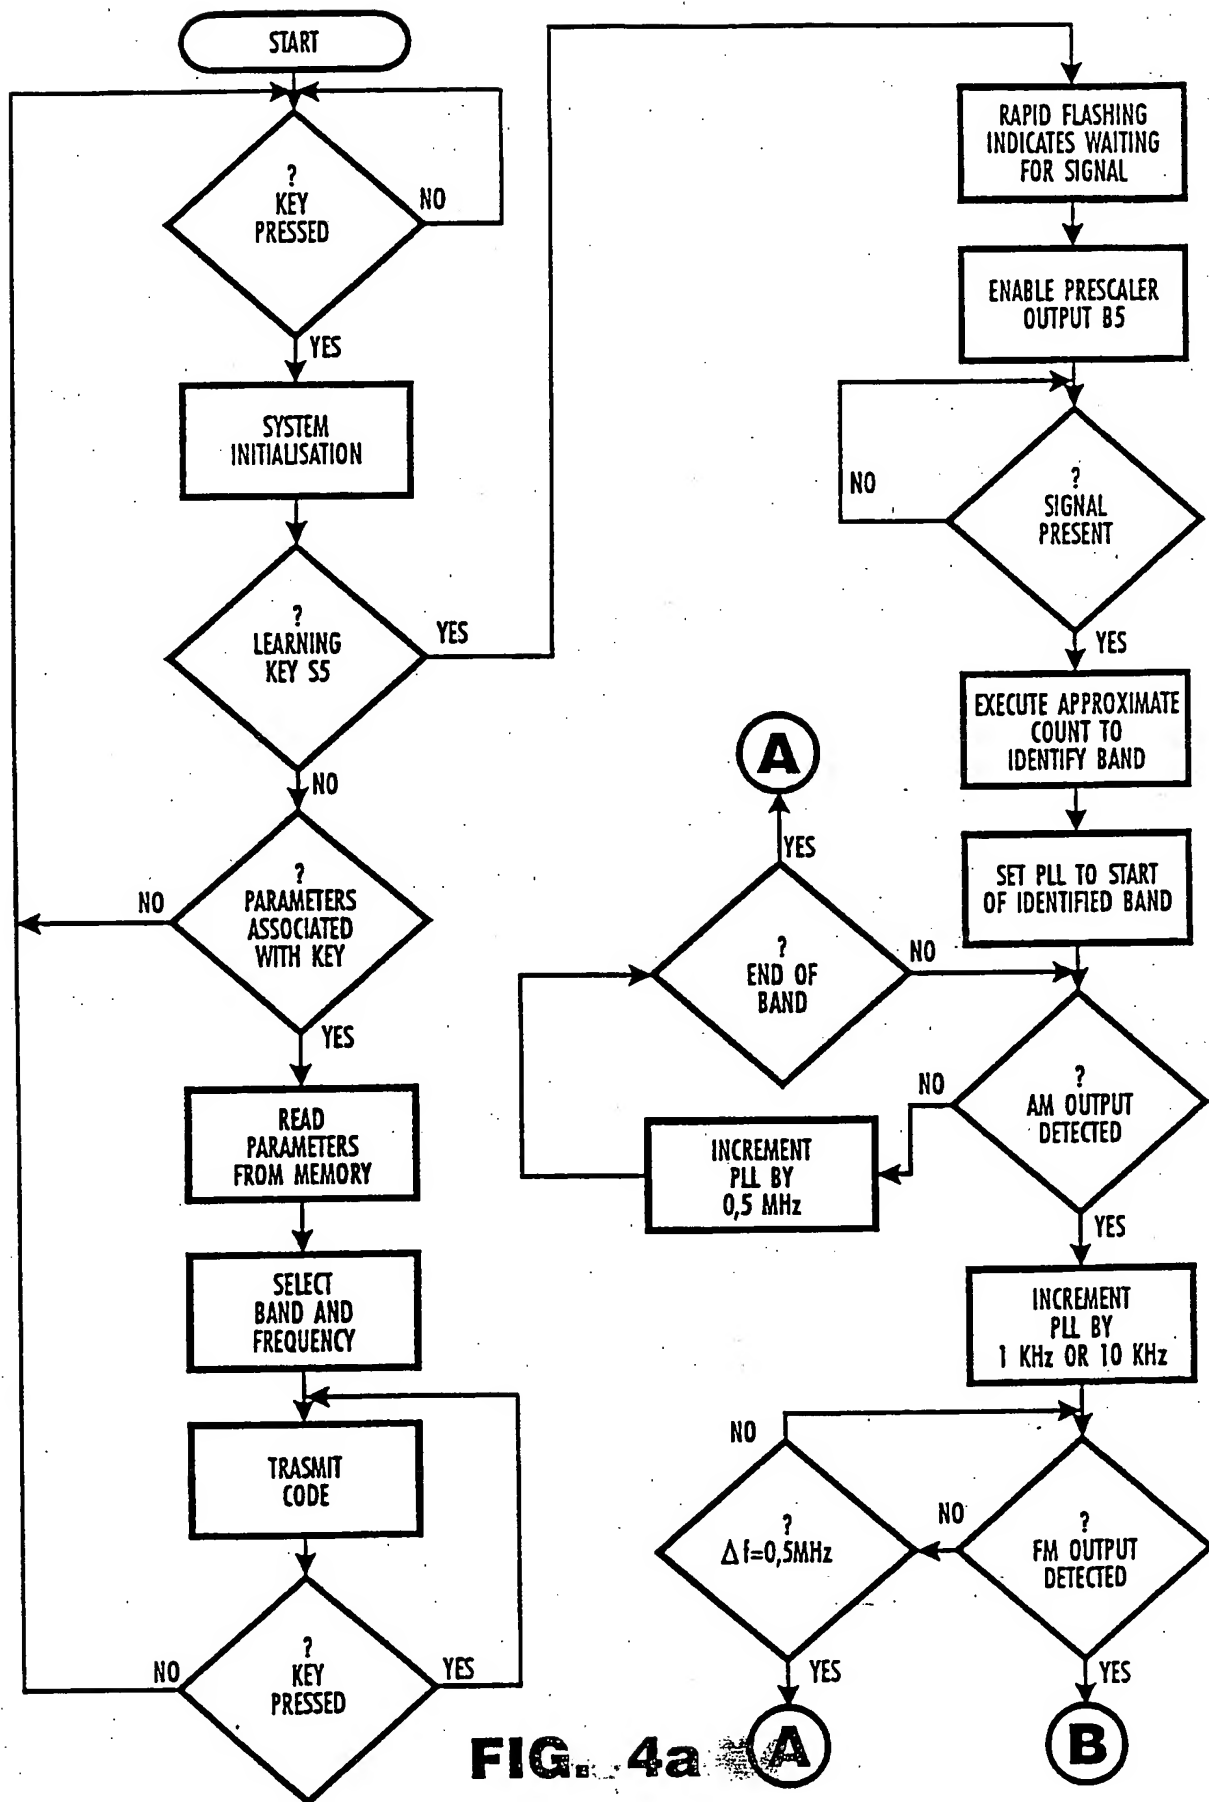 START
?
KEY
PRESSED
NO
YES
SYSTEM
INITIALISATION
?
LEARNING
KEY S5
YES
NO
?
PARAMETERS
ASSOCIATED
WITH KEY
NO
YES
READ
PARAMETERS
FROM MEMORY
SELECT
BAND AND
FREQUENCY
TRASMIT
CODE
?
KEY
PRESSED
NO
YES
RAPID FLASHING
INDICATES WAITING
FOR SIGNAL
ENABLE PRESCALER
OUTPUT B5
?
SIGNAL
PRESENT
NO
YES
EXECUTE APPROXIMATE
COUNT TO
IDENTIFY BAND
SET PLL TO START
OF IDENTIFIED BAND
A
YES
?
END OF
BAND
NO
?
AM OUTPUT
DETECTED
NO
INCREMENT
PLL BY
0,5 MHz
YES
INCREMENT
PLL BY
1 KHz OR 10 KHz
NO
?
Δf=0,5MHz
NO
?
FM OUTPUT
DETECTED
YES
A
YES
B
FIG. 4a